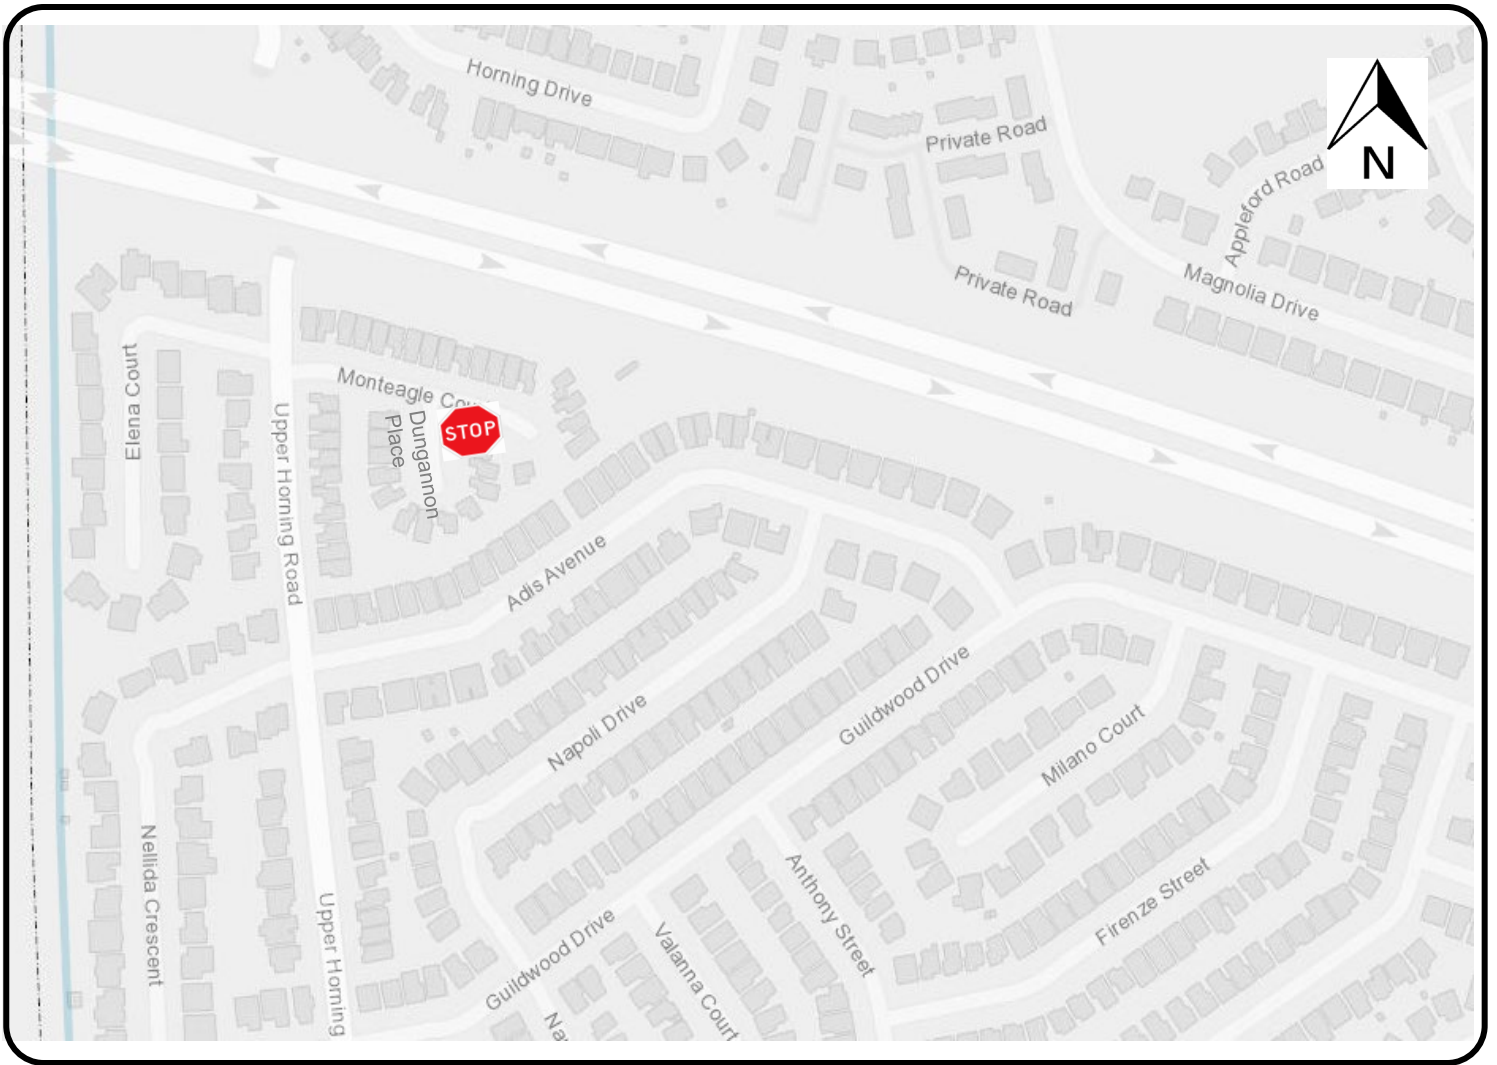 Horning Drive
Private Road
Appleford Road
Private Road
Magnolia Drive
N
Elena Court
Monteagle
Dungannon
Place
STOP
Upper Horning Road
Adis Avenue
Napoli Drive
Guildwood Drive
Milano Court
Nellida Crescent
Anthony Street
Firenze Street
Upper Horning
Guildwood Drive
Valanna Court